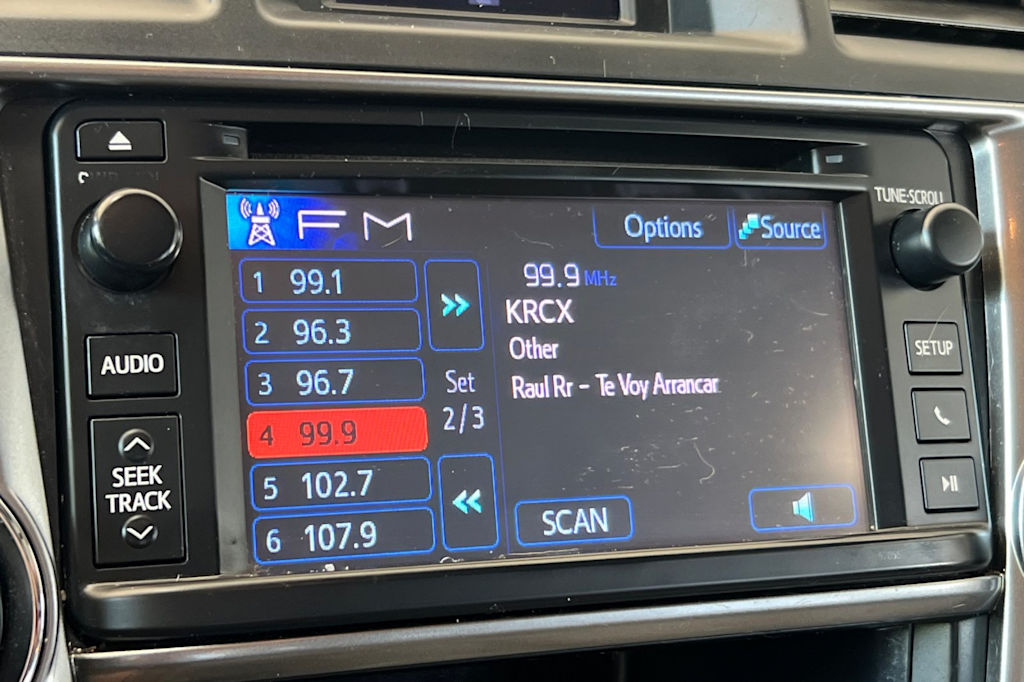 TUNE·SCROLL
FM
Options
Source
1 99.1
2 96.3
3 96.7
4 99.9
5 102.7
6 107.9
Set
2/3
99.9 MHz
KRCX
Other
Raul Rr - Te Voy Arrancar
SCAN
AUDIO
SEEK
TRACK
SETUP